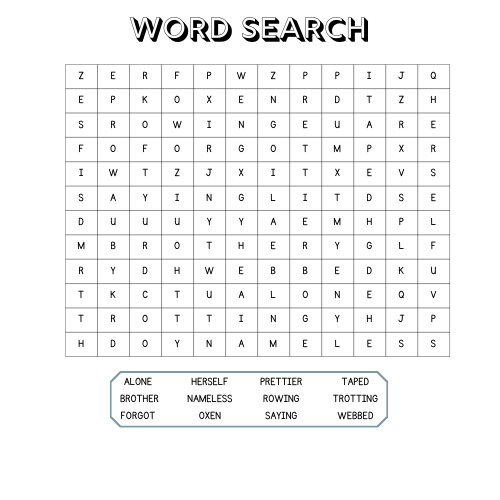 WORD SEARCH
Z E R F P W Z P P I J Q
E P K O X E N R D T Z H
S R O W I N G E U A R E
F O F O R G O T M P X R
I W T Z J X I T X E V S
S A Y I N G L I T D S E
D U U U Y Y A E M H P L
M B R O T H E R Y G L F
R Y D H W E B B E D K U
T K C T U A L O N E Q V
T R O T T I N G Y H J P
H D O Y N A M E L E S S
ALONE HERSELF PRETTIER TAPED
BROTHER NAMELESS ROWING TROTTING
FORGOT OXEN SAYING WEBBED